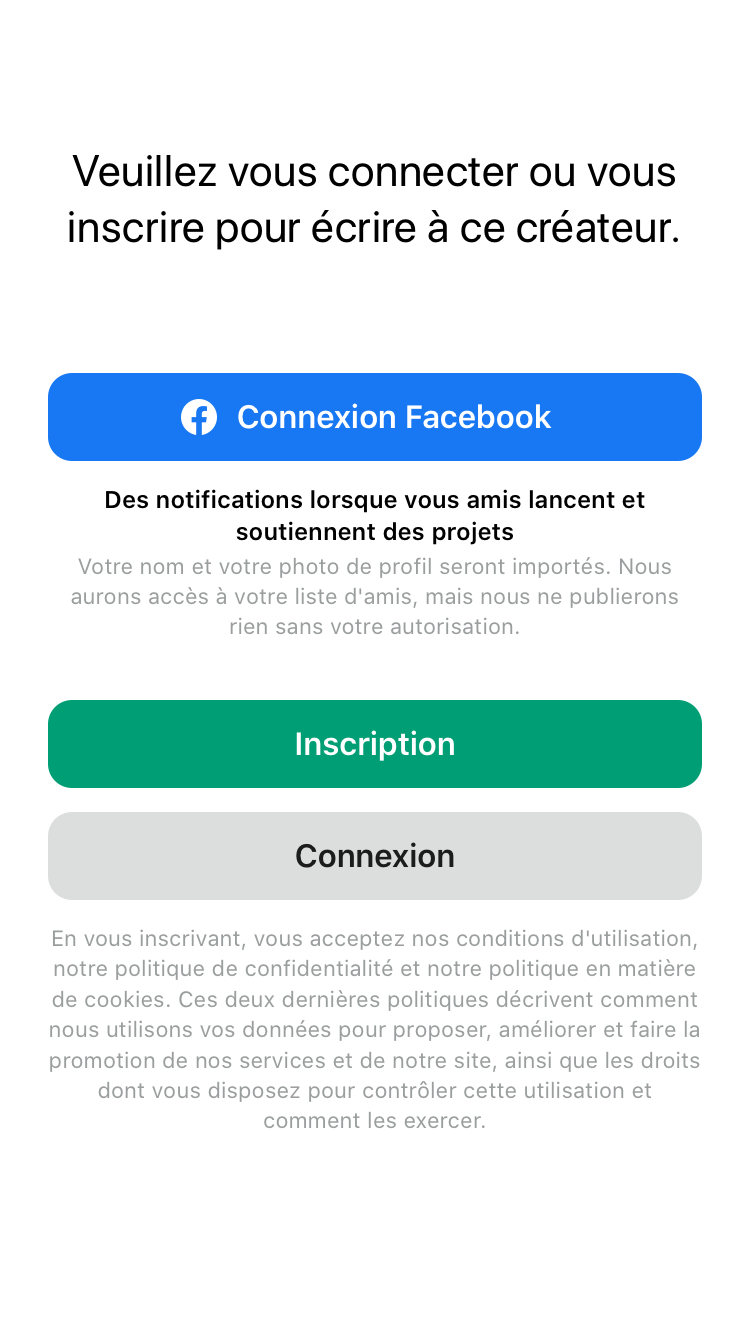 Veuillez vous connecter ou vous
inscrire pour écrire à ce créateur.
Connexion Facebook
Des notifications lorsque vous amis lancent et
soutiennent des projets
Votre nom et votre photo de profil seront importés. Nous
aurons accès à votre liste d'amis, mais nous ne publierons
rien sans votre autorisation.
Inscription
Connexion
En vous inscrivant, vous acceptez nos conditions d'utilisation,
notre politique de confidentialité et notre politique en matière
de cookies. Ces deux dernières politiques décrivent comment
nous utilisons vos données pour proposer, améliorer et faire la
promotion de nos services et de notre site, ainsi que les droits
dont vous disposez pour contrôler cette utilisation et
comment les exercer.